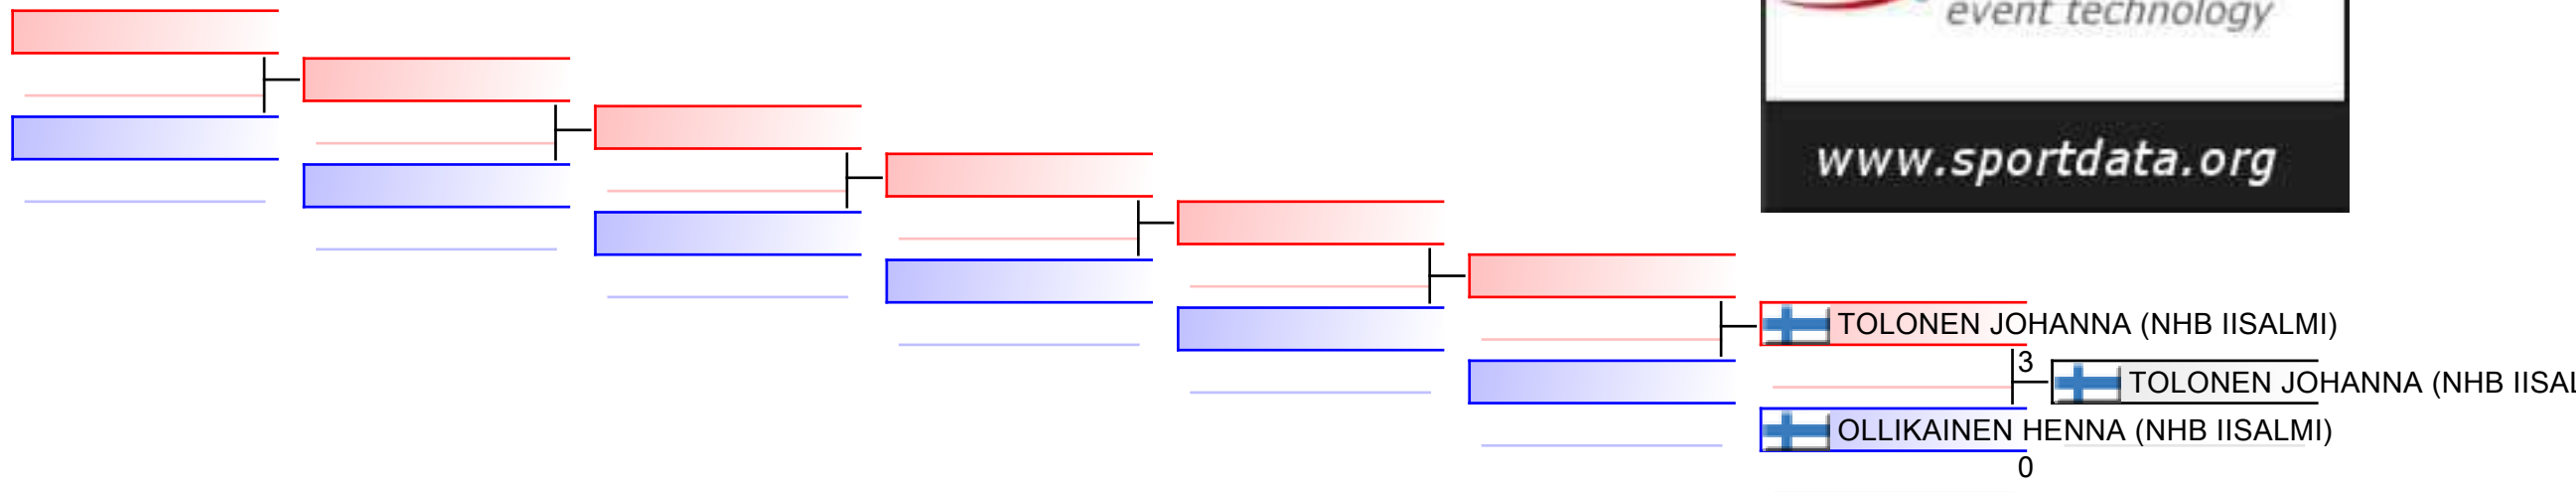 event technology
www.sportdata.org
TOLONEN JOHANNA (NHB IISALMI)
3
TOLONEN JOHANNA (NHB IISAL
OLLIKAINEN HENNA (NHB IISALMI)
0